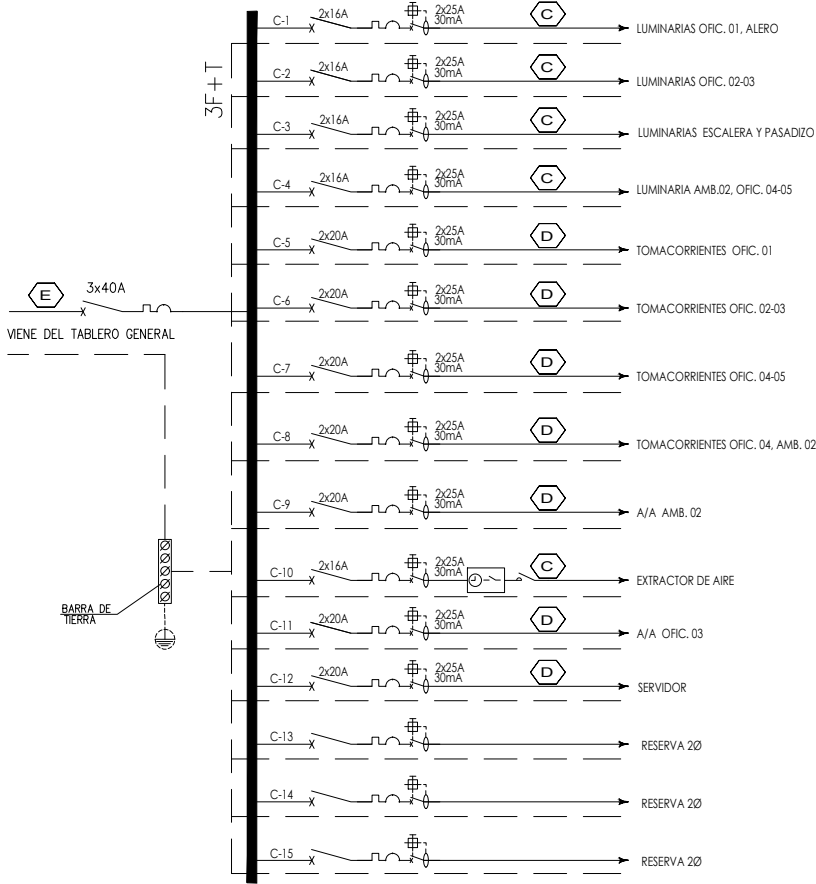 3F+T
C-1 2x16A 2x25A 30mA C LUMINARIAS OFIC. 01, ALERO
C-2 2x16A 2x25A 30mA C LUMINARIAS OFIC. 02-03
C-3 2x16A 2x25A 30mA C LUMINARIAS ESCALERA Y PASADIZO
C-4 2x16A 2x25A 30mA C LUMINARIA AMB.02, OFIC. 04-05
C-5 2x20A 2x25A 30mA D TOMACORRIENTES OFIC. 01
E 3x40A
VIENE DEL TABLERO GENERAL
C-6 2x20A 2x25A 30mA D TOMACORRIENTES OFIC. 02-03
C-7 2x20A 2x25A 30mA D TOMACORRIENTES OFIC. 04-05
C-8 2x20A 2x25A 30mA D TOMACORRIENTES OFIC. 04, AMB. 02
C-9 2x20A 2x25A 30mA D A/A AMB. 02
C-10 2x16A 2x25A 30mA C EXTRACTOR DE AIRE
BARRA DE
TIERRA
C-11 2x20A 2x25A 30mA D A/A OFIC. 03
C-12 2x20A 2x25A 30mA D SERVIDOR
C-13 RESERVA 2Ø
C-14 RESERVA 2Ø
C-15 RESERVA 2Ø